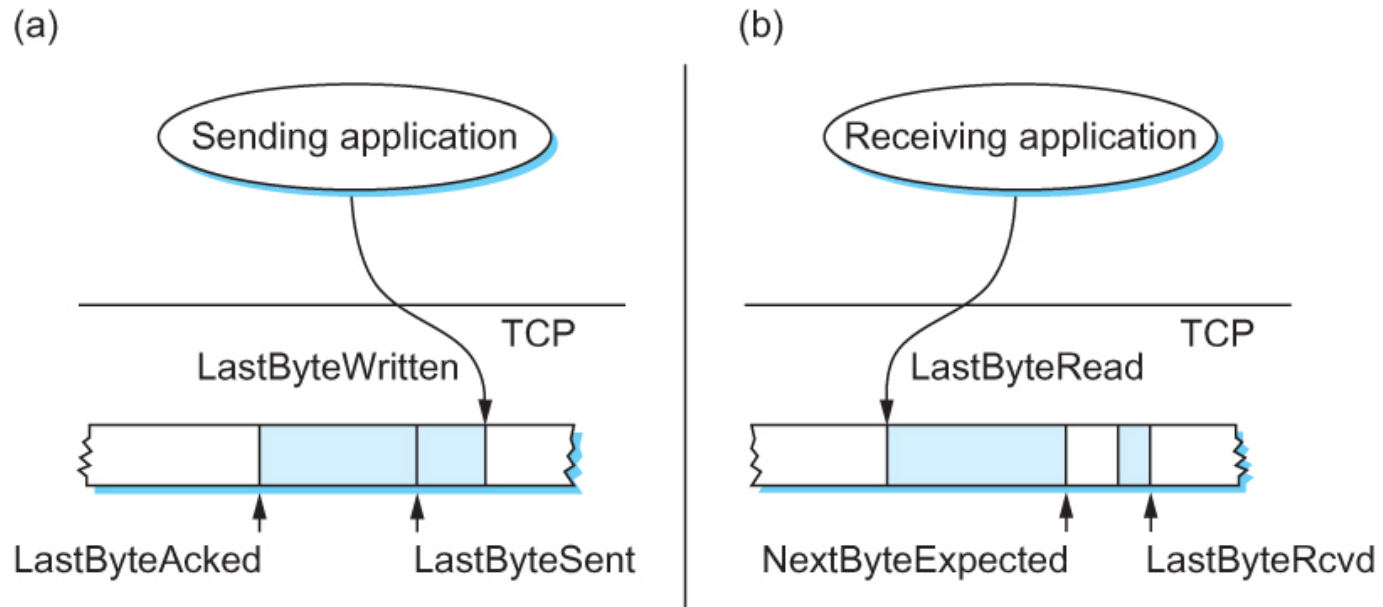 (a)
Sending application
TCP
LastByteWritten
LastByteAcked
LastByteSent
(b)
Receiving application
TCP
LastByteRead
NextByteExpected
LastByteRcvd